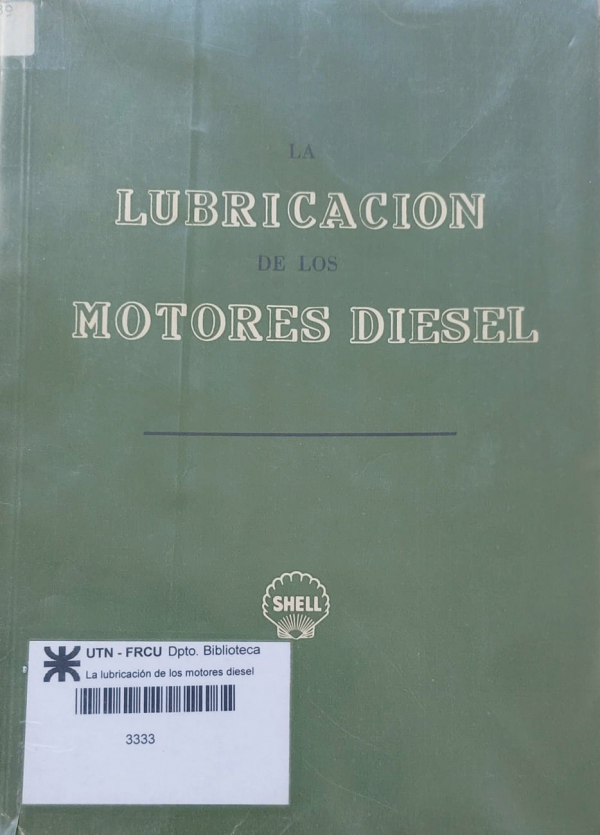 LA
LUBRICACION
DE LOS
MOTORES DIESEL
SHELL
UTN - FRCU Dpto. Biblioteca
La lubricación de los motores diesel
3333